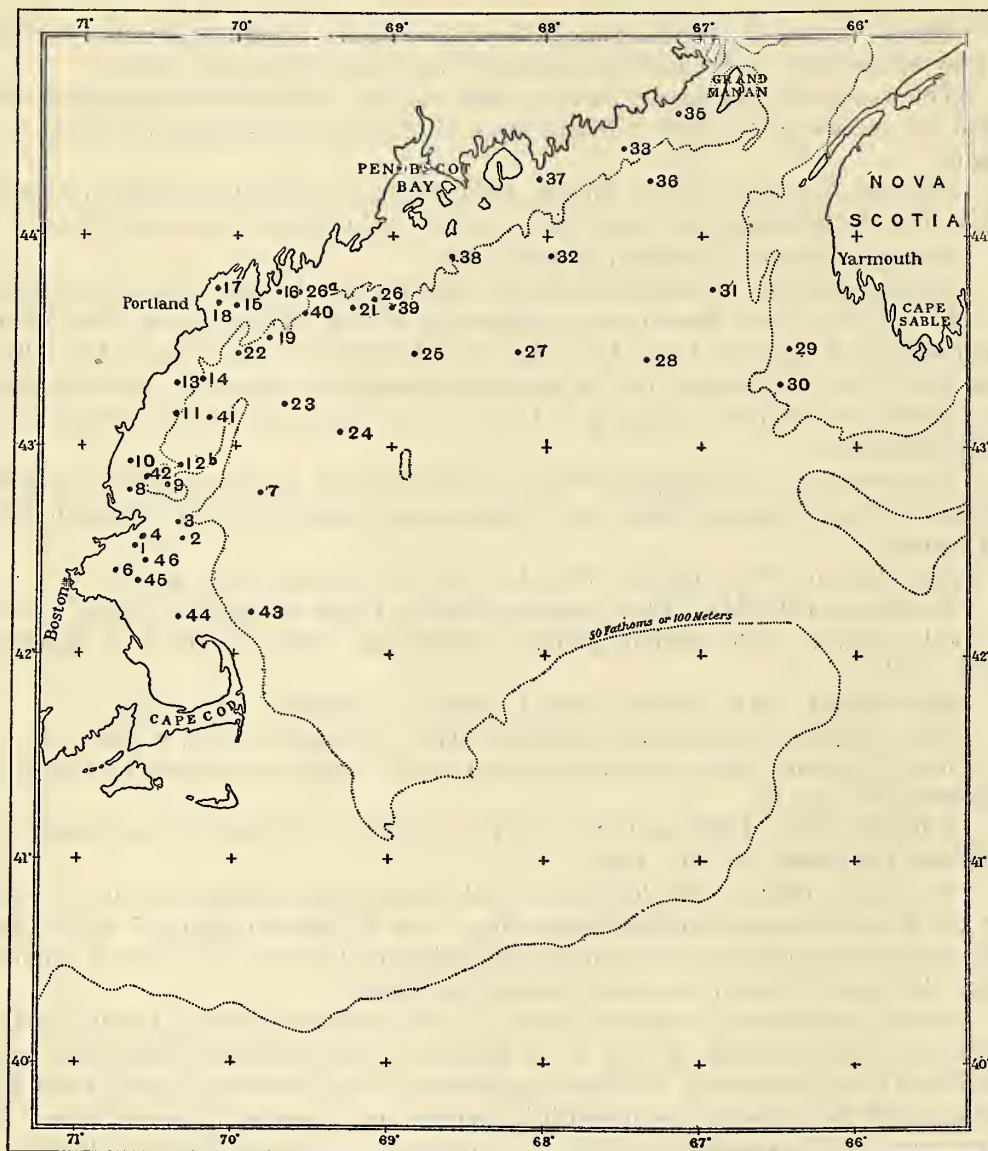 71° 70° 69° 68° 67° 66°
GRAND
MANAN
35
33
PENOBSCOT
BAY
37
36
NOVA
SCOTIA
44° 44°
38
32
Yarmouth
17
16
26a
26
31
Portland
18
15
40
21
39
CAPE
SABLE
19
22
25
27
28
29
13
14
30
23
11
41
24
43° 43°
10
12b
42
9
8
7
3
4
2
1
46
6
45
Boston
44
43
50 Fathoms or 100 Meters
42° 42°
CAPE COD
41° 41°
40° 40°
71° 70° 69° 68° 67° 66°